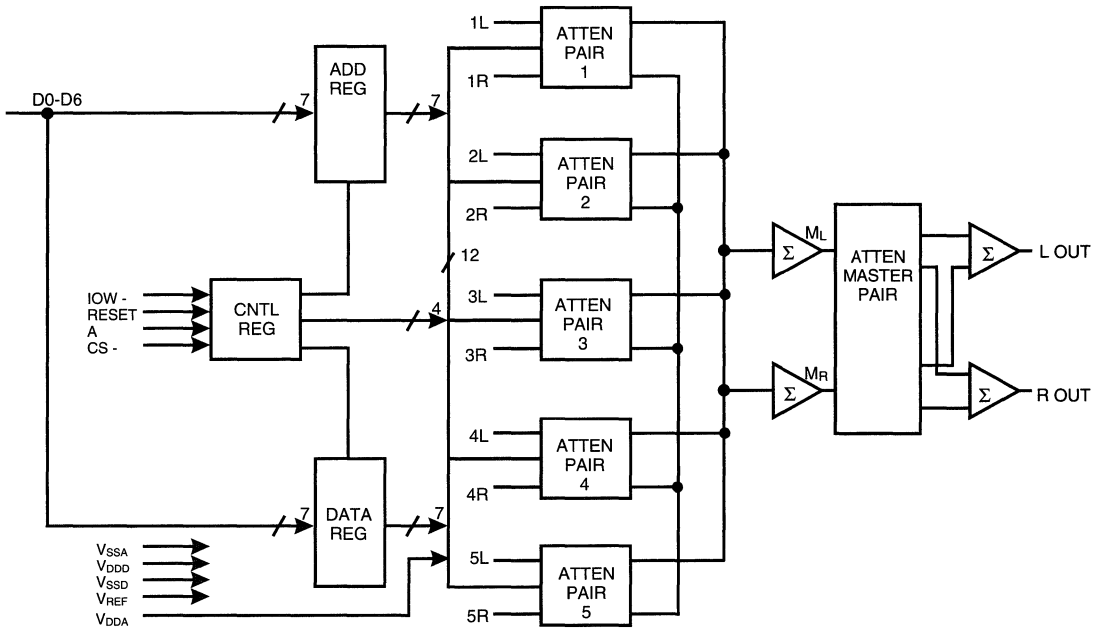 D0-D6
7
ADD
REG
7
1L
1R
ATTEN
PAIR
1
2L
2R
ATTEN
PAIR
2
12
IOW -
RESET
A
CS -
CNTL
REG
4
3L
3R
ATTEN
PAIR
3
4L
4R
ATTEN
PAIR
4
7
DATA
REG
7
5L
5R
ATTEN
PAIR
5
VSSA
VDDD
VSSD
VREF
VDDA
Σ
ML
Σ
MR
ATTEN
MASTER
PAIR
Σ
L OUT
Σ
R OUT